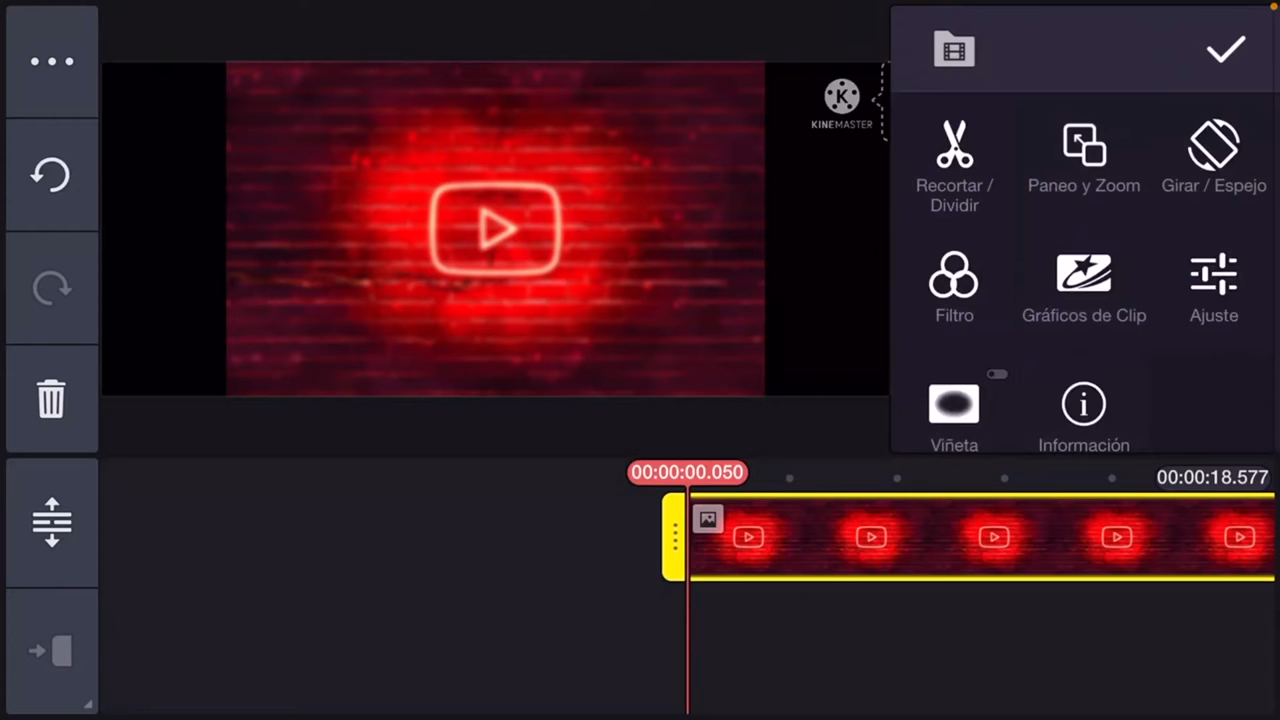 K
KINEMASTER
Recortar /
Dividir
Paneo y Zoom
Girar / Espejo
Filtro
Gráficos de Clip
Ajuste
Viñeta
Información
00:00:00.050
00:00:18.577